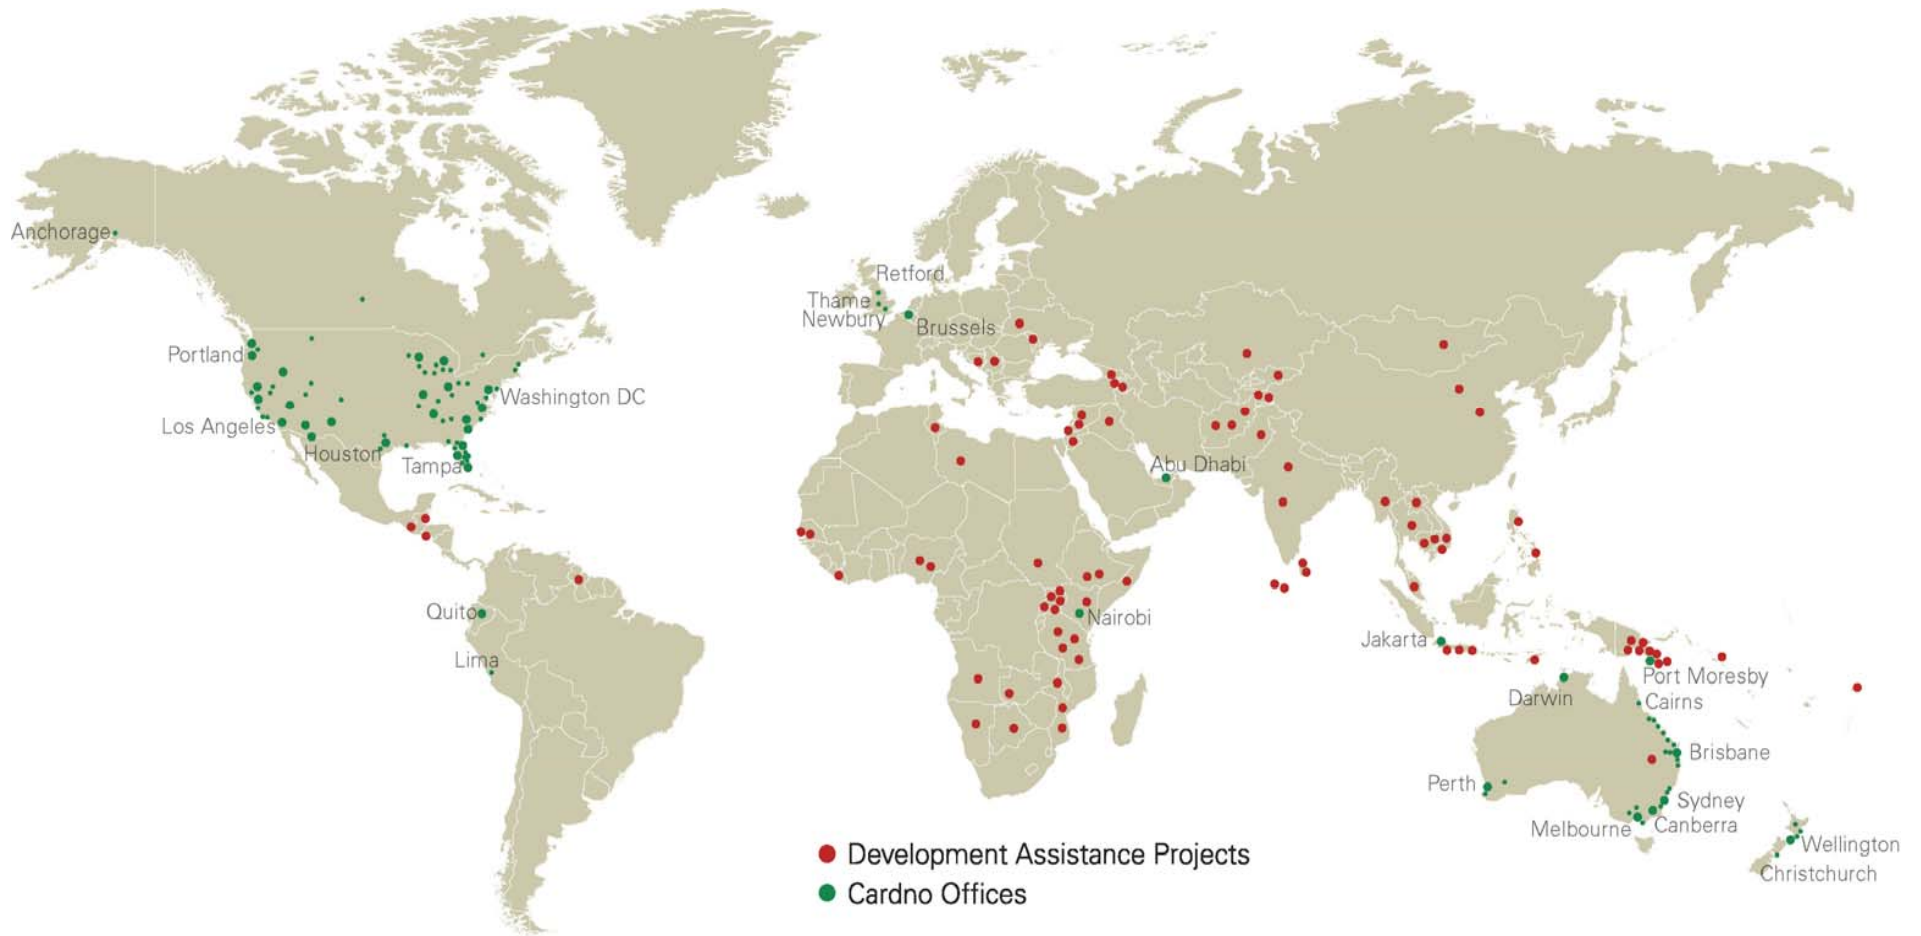 Anchorage
Retford
Thame
Newbury
Brussels
Portland
Washington DC
Los Angeles
Houston
Tampa
Abu Dhabi
Quito
Nairobi
Jakarta
Lima
Port Moresby
Darwin
Cairns
Brisbane
Perth
Sydney
Melbourne
Canberra
Wellington
Christchurch
Development Assistance Projects
Cardno Offices